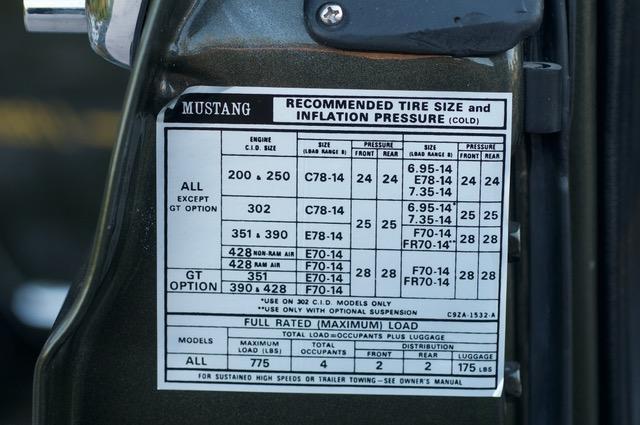 MUSTANG
RECOMMENDED TIRE SIZE and
INFLATION PRESSURE (COLD)
ENGINE C.I.D. SIZE
SIZE (LOAD RANGE B)
PRESSURE
FRONT REAR
SIZE (LOAD RANGE B)
PRESSURE
FRONT REAR
ALL EXCEPT GT OPTION
200 & 250 C78-14 24 24
6.95-14
E78-14 24 24
7.35-14
302 C78-14 25 25
6.95-14*
7.35-14 25 25
351 & 390 E78-14
F70-14
FR70-14** 28 28
428 NON-RAM AIR E70-14
428 RAM AIR F70-14 28 28
F70-14
FR70-14 28 28
GT OPTION
351 E70-14
390 & 428 F70-14
*USE ON 302 C.I.D. MODELS ONLY
**USE ONLY WITH OPTIONAL SUSPENSION C9ZA-1532-A
FULL RATED (MAXIMUM) LOAD
MODELS
TOTAL LOAD=OCCUPANTS PLUS LUGGAGE
MAXIMUM LOAD (LBS)
TOTAL OCCUPANTS
DISTRIBUTION
FRONT REAR LUGGAGE
ALL 775 4 2 2 175 LBS
FOR SUSTAINED HIGH SPEEDS OR TRAILER TOWING—SEE OWNER'S MANUAL